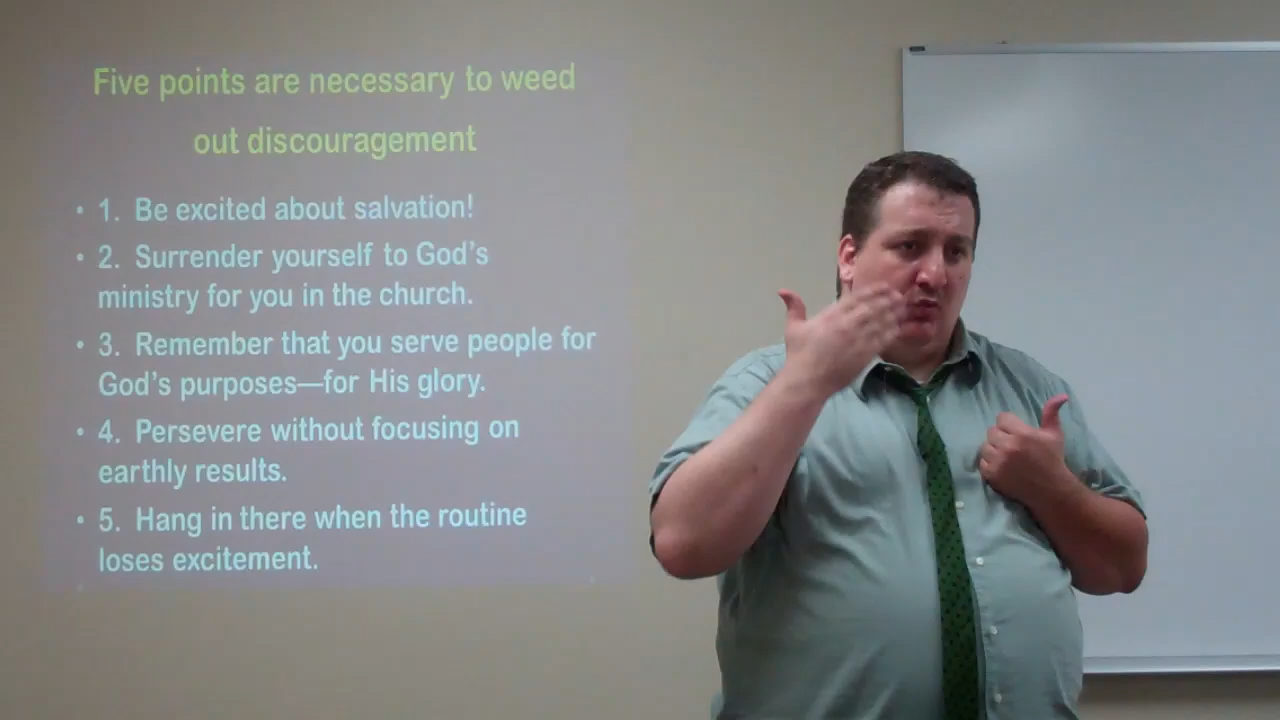 Five points are necessary to weed
out discouragement
• 1. Be excited about salvation!
• 2. Surrender yourself to God's
ministry for you in the church.
• 3. Remember that you serve people for
God's purposes—for His glory.
• 4. Persevere without focusing on
earthly results.
• 5. Hang in there when the routine
loses excitement.